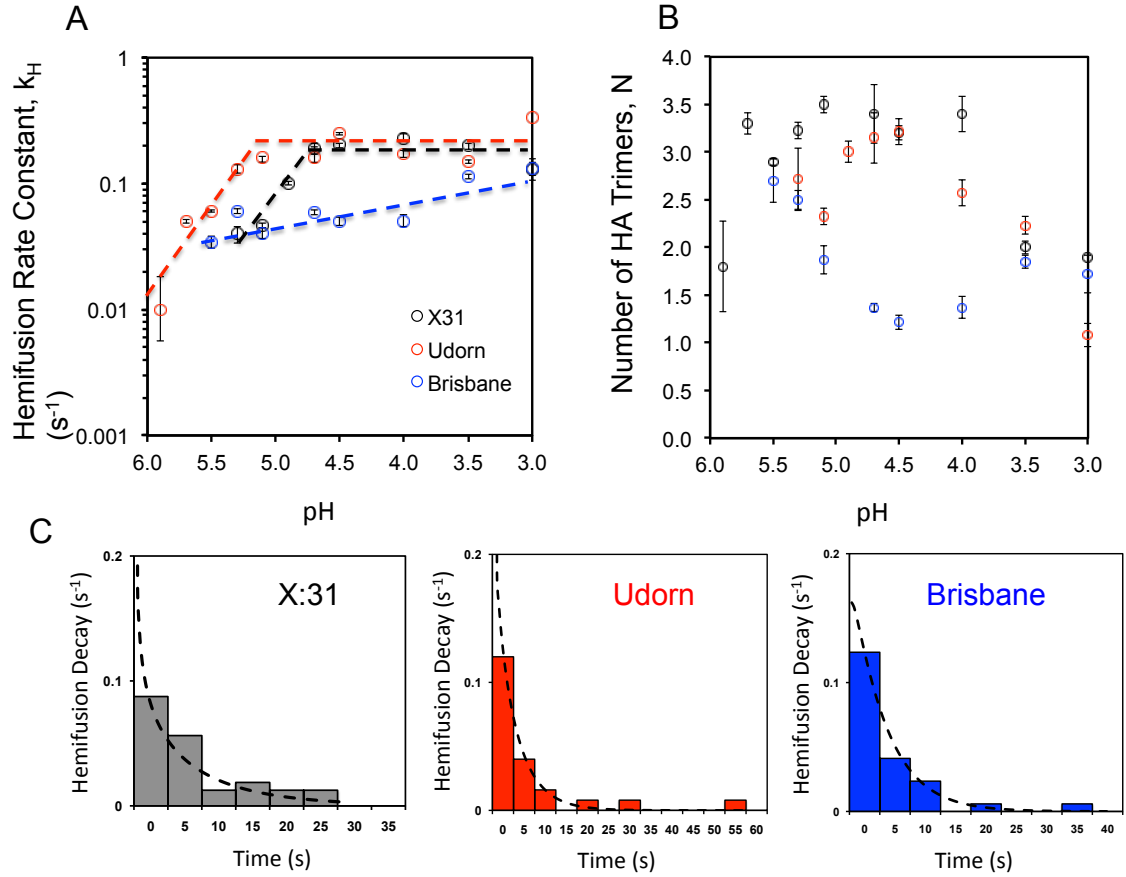 A
Hemifusion Rate Constant, kH
(s-1)
1
0.1
0.01
0.001
6.0 5.5 5.0 4.5 4.0 3.5 3.0
pH
X31
Udorn
Brisbane
B
Number of HA Trimers, N
4.0
3.5
3.0
2.5
2.0
1.5
1.0
0.5
0.0
6.0 5.5 5.0 4.5 4.0 3.5 3.0
pH
C
Hemifusion Decay (s-1)
0.2
0.1
0
X:31
0 5 10 15 20 25 30 35
Time (s)
Hemifusion Decay (s-1)
0.2
0.1
0
Udorn
0 5 10 15 20 25 30 55 60
Time (s)
Hemifusion Decay (s-1)
0.2
0.1
0
Brisbane
0 5 10 15 20 30 35 40
Time (s)